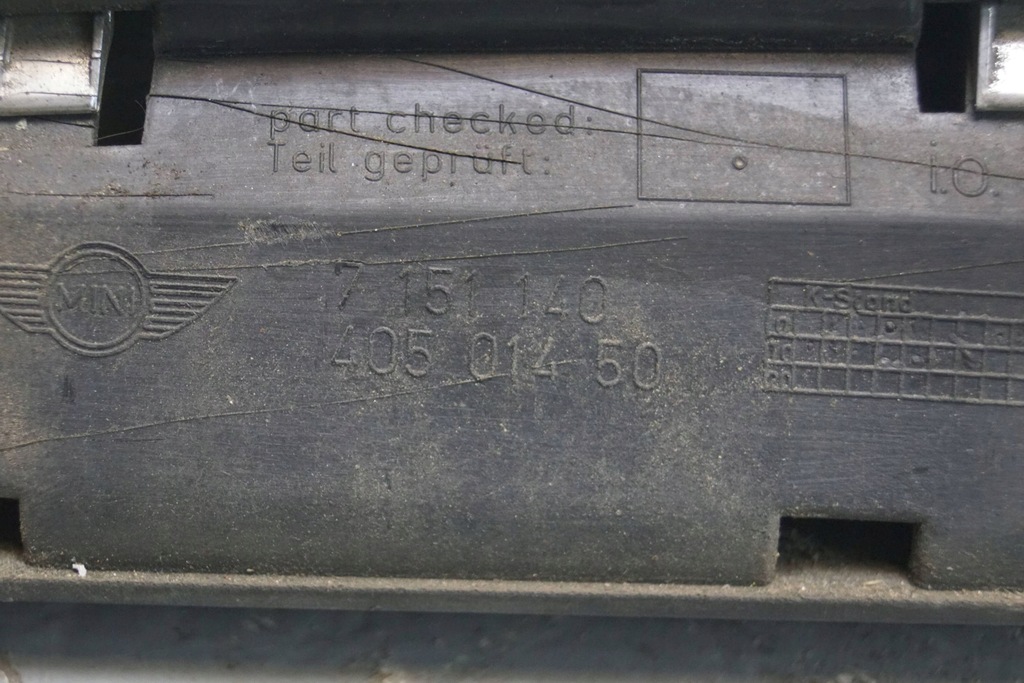 part checked:
Teil geprüft:
I.O.
MINI
7 151 140
405 014 50
K-Stand